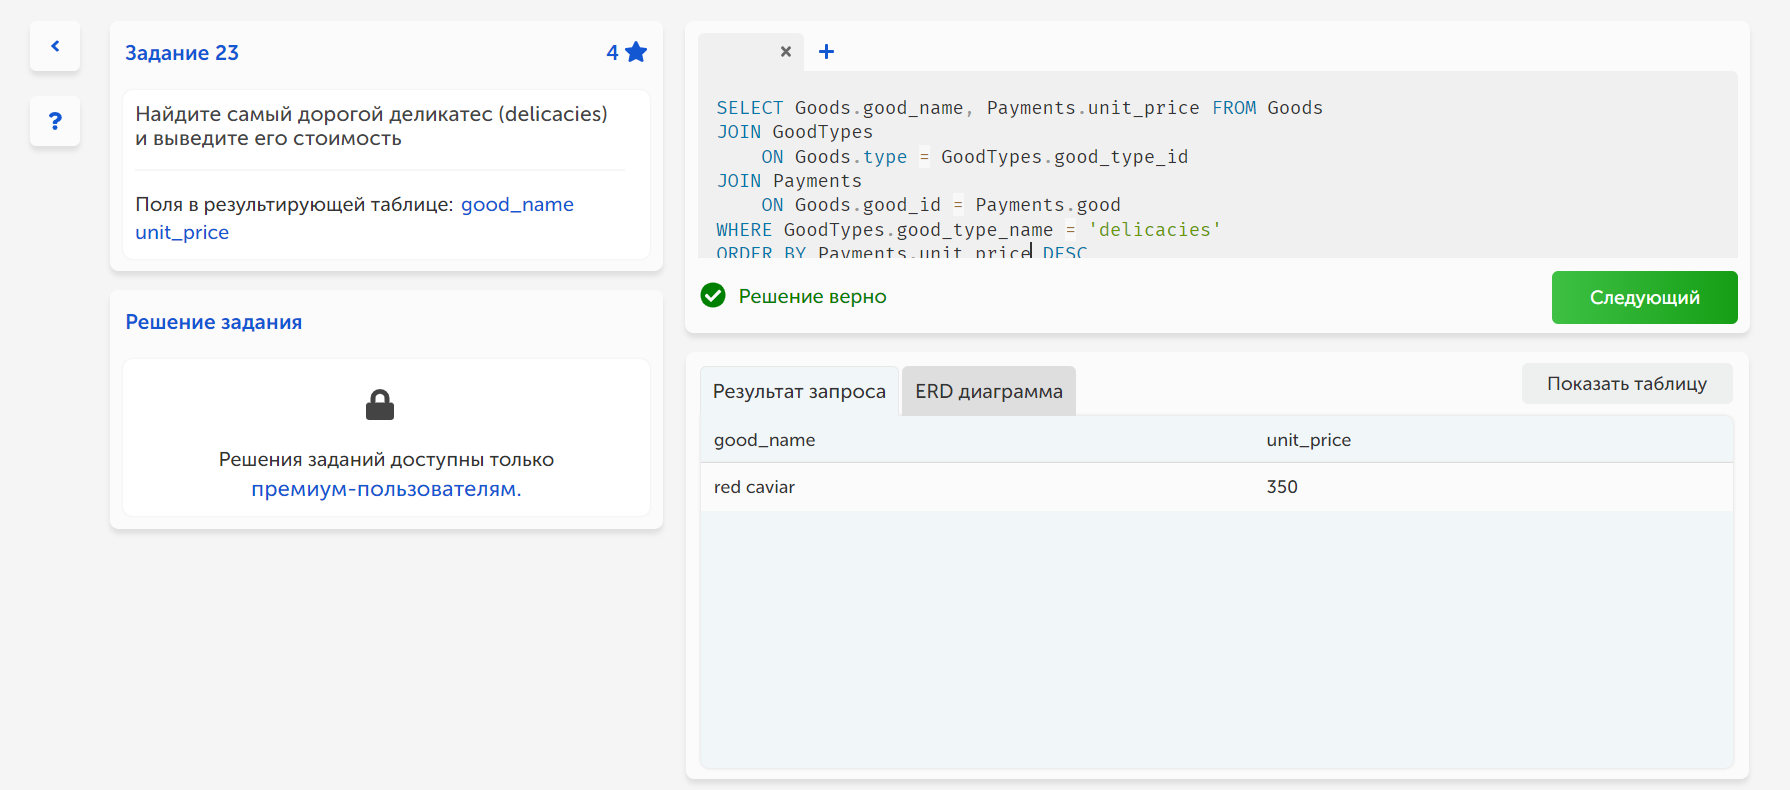 Задание 23
4
Найдите самый дорогой деликатес (delicacies)
и выведите его стоимость
Поля в результирующей таблице: good_name
unit_price
Решение задания
Решения заданий доступны только
премиум-пользователям.
SELECT Goods.good_name, Payments.unit_price FROM Goods
JOIN GoodTypes
    ON Goods.type = GoodTypes.good_type_id
JOIN Payments
    ON Goods.good_id = Payments.good
WHERE GoodTypes.good_type_name = 'delicacies'
ORDER BY Payments.unit_price DESC
Решение верно
Следующий
Результат запроса
ERD диаграмма
Показать таблицу
good_name unit_price
red caviar 350